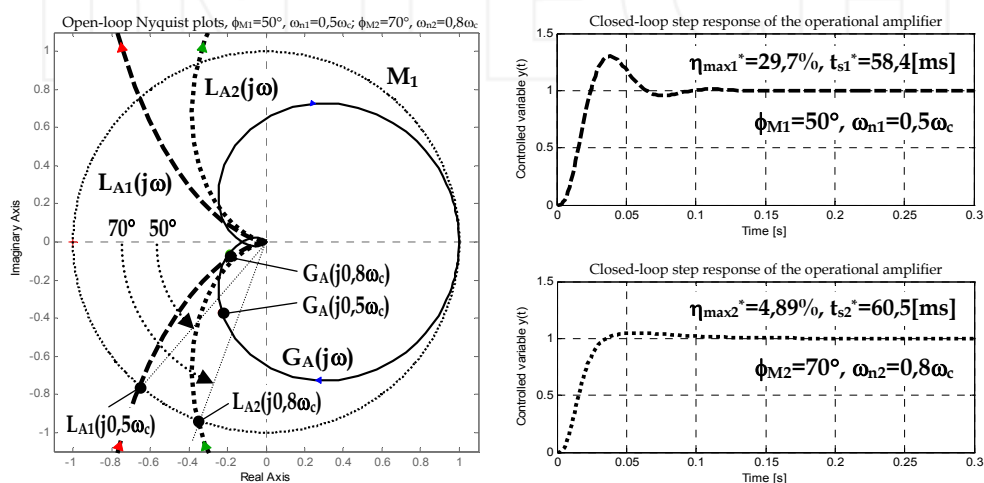 Open-loop Nyquist plots, ϕM1=50°, ωn1=0,5ωc; ϕM2=70°, ωn2=0,8ωc
1
0.8
0.6
0.4
0.2
0
-0.2
-0.4
-0.6
-0.8
-1
Imaginary Axis
M1
LA2(jω)
LA1(jω)
70° 50°
GA(j0,8ωc)
GA(j0,5ωc)
GA(jω)
LA2(j0,8ωc)
LA1(j0,5ωc)
-1 -0.8 -0.6 -0.4 -0.2 0 0.2 0.4 0.6 0.8 1
Real Axis
Closed-loop step response of the operational amplifier
1.5
1
0.5
0
Controlled variable y(t)
ηmax1*=29,7%, ts1*=58,4[ms]
ϕM1=50°, ωn1=0,5ωc
0 0.05 0.1 0.15 0.2 0.25 0.3
Time [s]
Closed-loop step response of the operational amplifier
1.5
1
0.5
0
Controlled variable y(t)
ηmax2*=4,89%, ts2*=60,5[ms]
ϕM2=70°, ωn2=0,8ωc
0 0.05 0.1 0.15 0.2 0.25 0.3
Time [s]